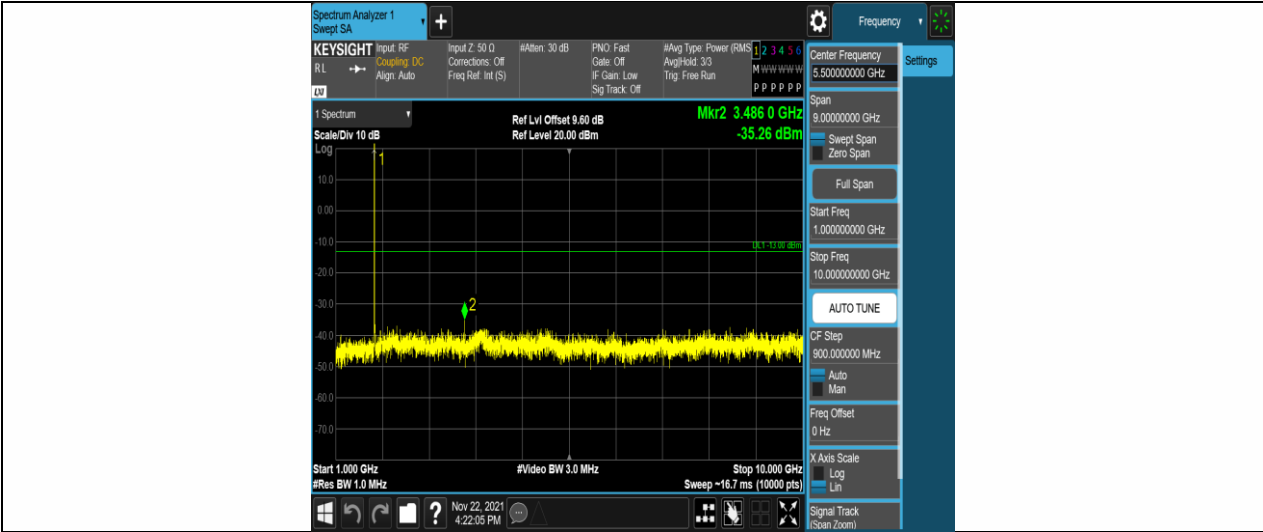 Spectrum Analyzer 1
Swept SA
Frequency
KEYSIGHT
RL
LXI
Input: RF
Coupling: DC
Align: Auto
Input Z: 50 Ω
Corrections: Off
Freq Ref: Int (S)
#Atten: 30 dB
PNO: Fast
Gate: Off
IF Gain: Low
Sig Track: Off
#Avg Type: Power (RMS
Avg|Hold: 3/3
Trig: Free Run
1 2 3 4 5 6
M W W W W W
P P P P P P
1 Spectrum
Scale/Div 10 dB
Log
Ref Lvl Offset 9.60 dB
Ref Level 20.00 dBm
Mkr2 3.486 0 GHz
-35.26 dBm
1
10.0
0.00
-10.0
DL1 -13.00 dBm
-20.0
-30.0
2
-40.0
-50.0
-60.0
-70.0
Start 1.000 GHz
#Res BW 1.0 MHz
#Video BW 3.0 MHz
Stop 10.000 GHz
Sweep ~16.7 ms (10000 pts)
?
Nov 22, 2021
4:22:05 PM
Center Frequency
5.500000000 GHz
Settings
Span
9.00000000 GHz
Swept Span
Zero Span
Full Span
Start Freq
1.000000000 GHz
Stop Freq
10.000000000 GHz
AUTO TUNE
CF Step
900.000000 MHz
Auto
Man
Freq Offset
0 Hz
X Axis Scale
Log
Lin
Signal Track
(Span Zoom)